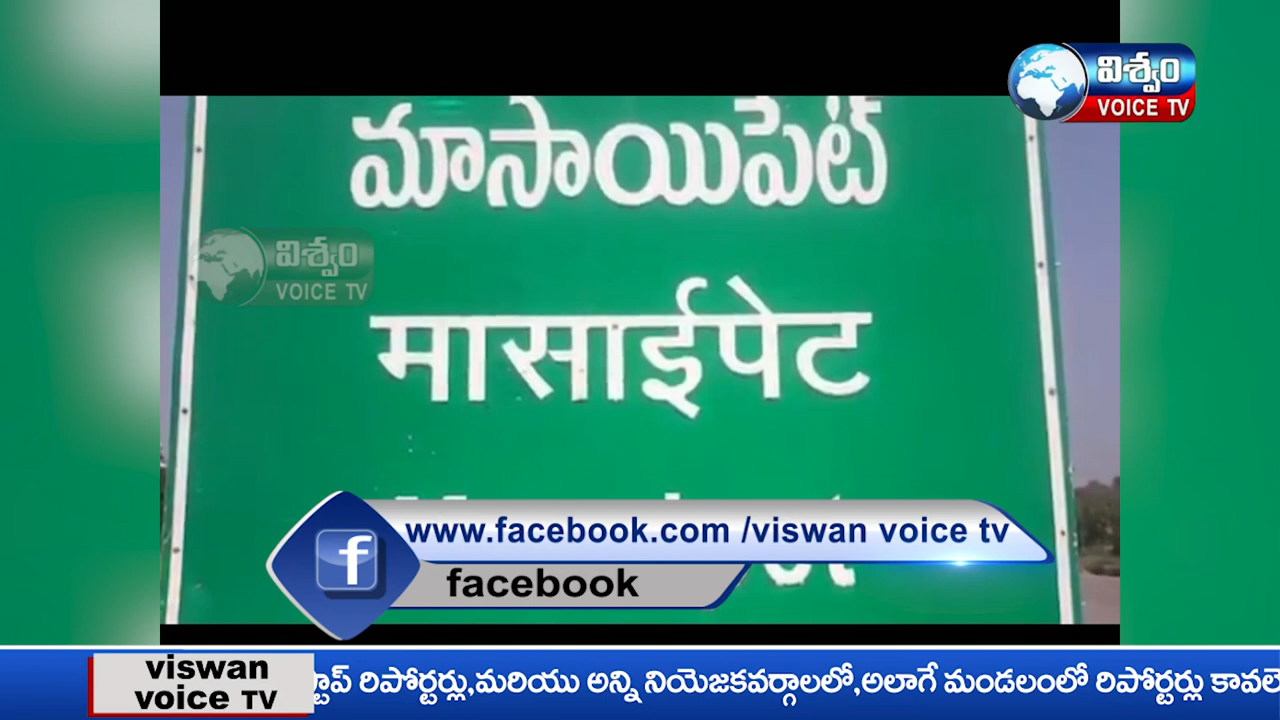 విశ్వం
VOICE TV
మాసాయిపేట్
విశ్వం
VOICE TV
मासाईपेट
www.facebook.com /viswan voice tv
facebook
viswan
voice TV
స్టాప్ రిపోర్టర్లు,మరియు అన్ని నియెజకవర్గాలలో,అలాగే మండలంలో రిపోర్టర్లు కావలె